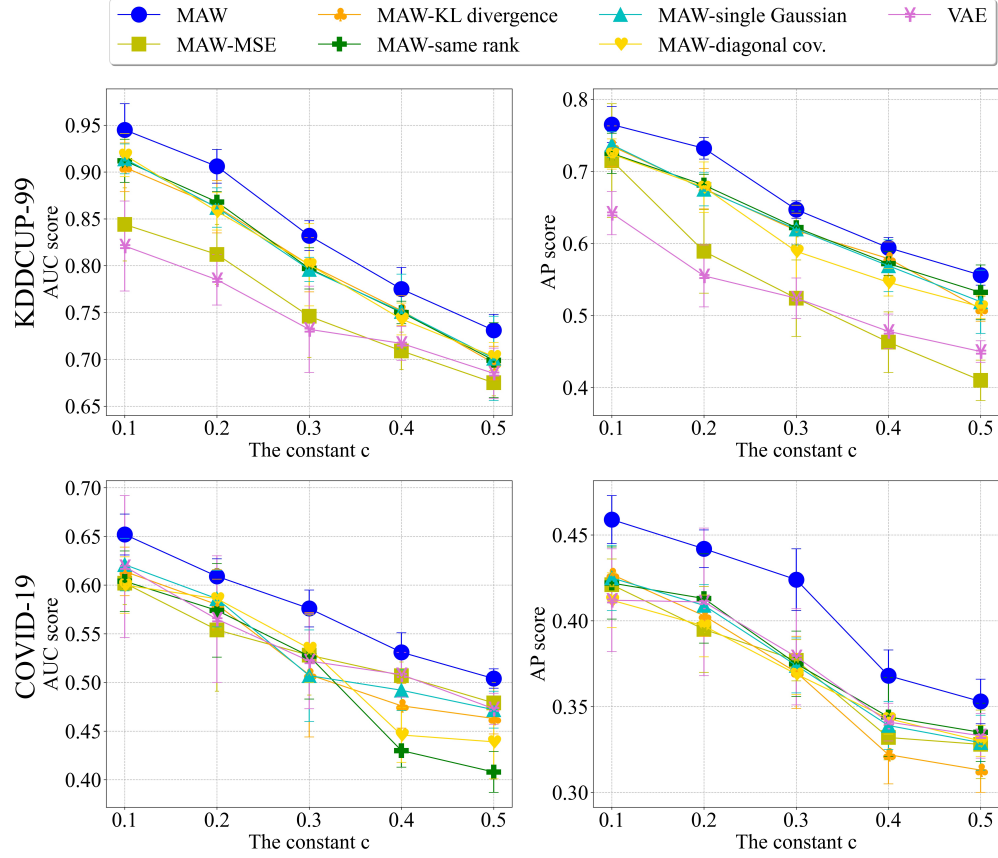 MAW MAW-KL divergence MAW-single Gaussian VAE
MAW-MSE MAW-same rank MAW-diagonal cov.
KDDCUP-99
AUC score
0.95
0.90
0.85
0.80
0.75
0.70
0.65
0.1 0.2 0.3 0.4 0.5
The constant c
AP score
0.8
0.7
0.6
0.5
0.4
0.1 0.2 0.3 0.4 0.5
The constant c
COVID-19
AUC score
0.70
0.65
0.60
0.55
0.50
0.45
0.40
0.1 0.2 0.3 0.4 0.5
The constant c
AP score
0.45
0.40
0.35
0.30
0.1 0.2 0.3 0.4 0.5
The constant c